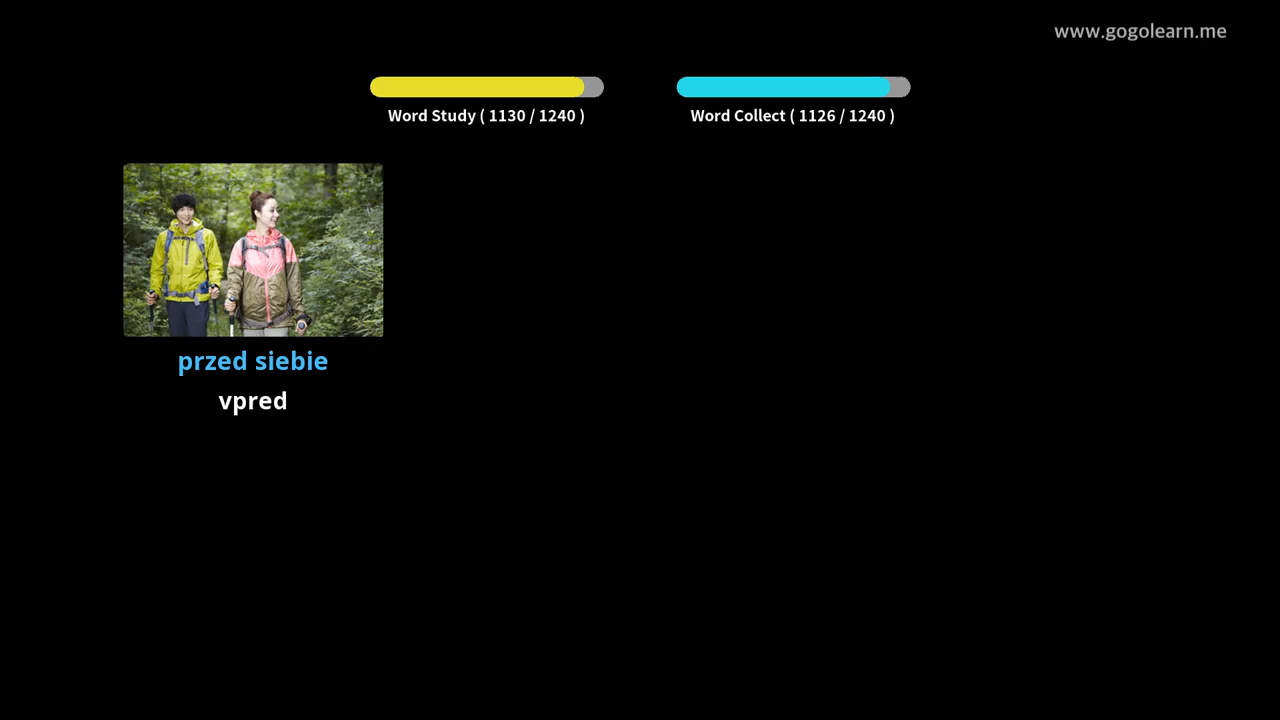 www.gogolearn.me
Word Study ( 1130 / 1240 )
Word Collect ( 1126 / 1240 )
przed siebie
vpred